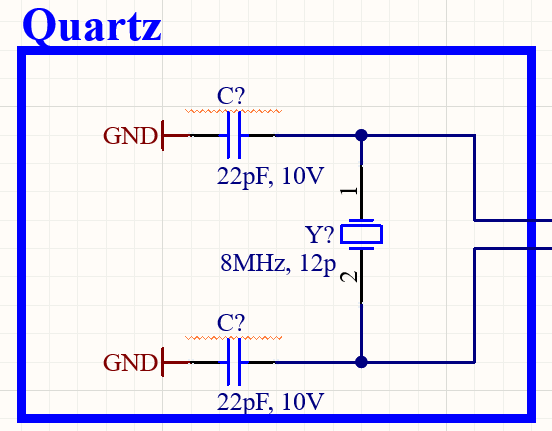 Quartz
C?
GND
22pF, 10V
1
Y?
8MHz, 12p
2
C?
GND
22pF, 10V